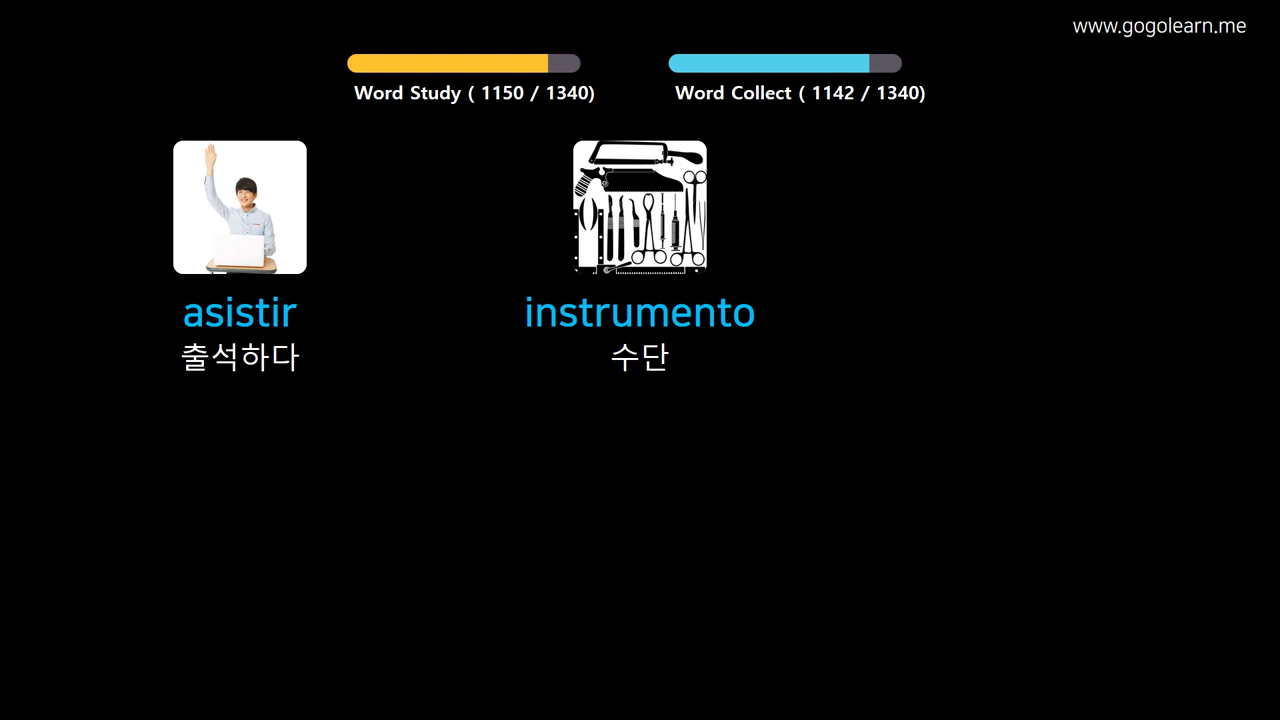 www.gogolearn.me
Word Study ( 1150 / 1340)
Word Collect ( 1142 / 1340)
asistir
출석하다
instrumento
수단